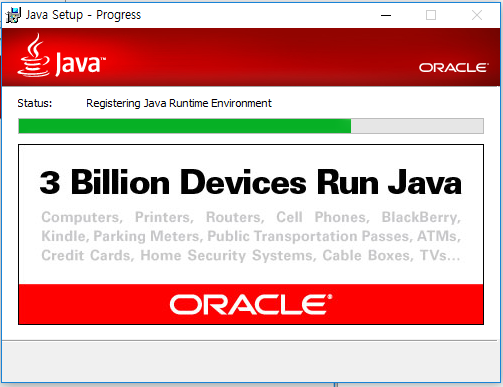 Java Setup - Progress
Java™
ORACLE
Status: Registering Java Runtime Environment
3 Billion Devices Run Java
Computers, Printers, Routers, Cell Phones, BlackBerry,
Kindle, Parking Meters, Public Transportation Passes, ATMs,
Credit Cards, Home Security Systems, Cable Boxes, TVs...
ORACLE®